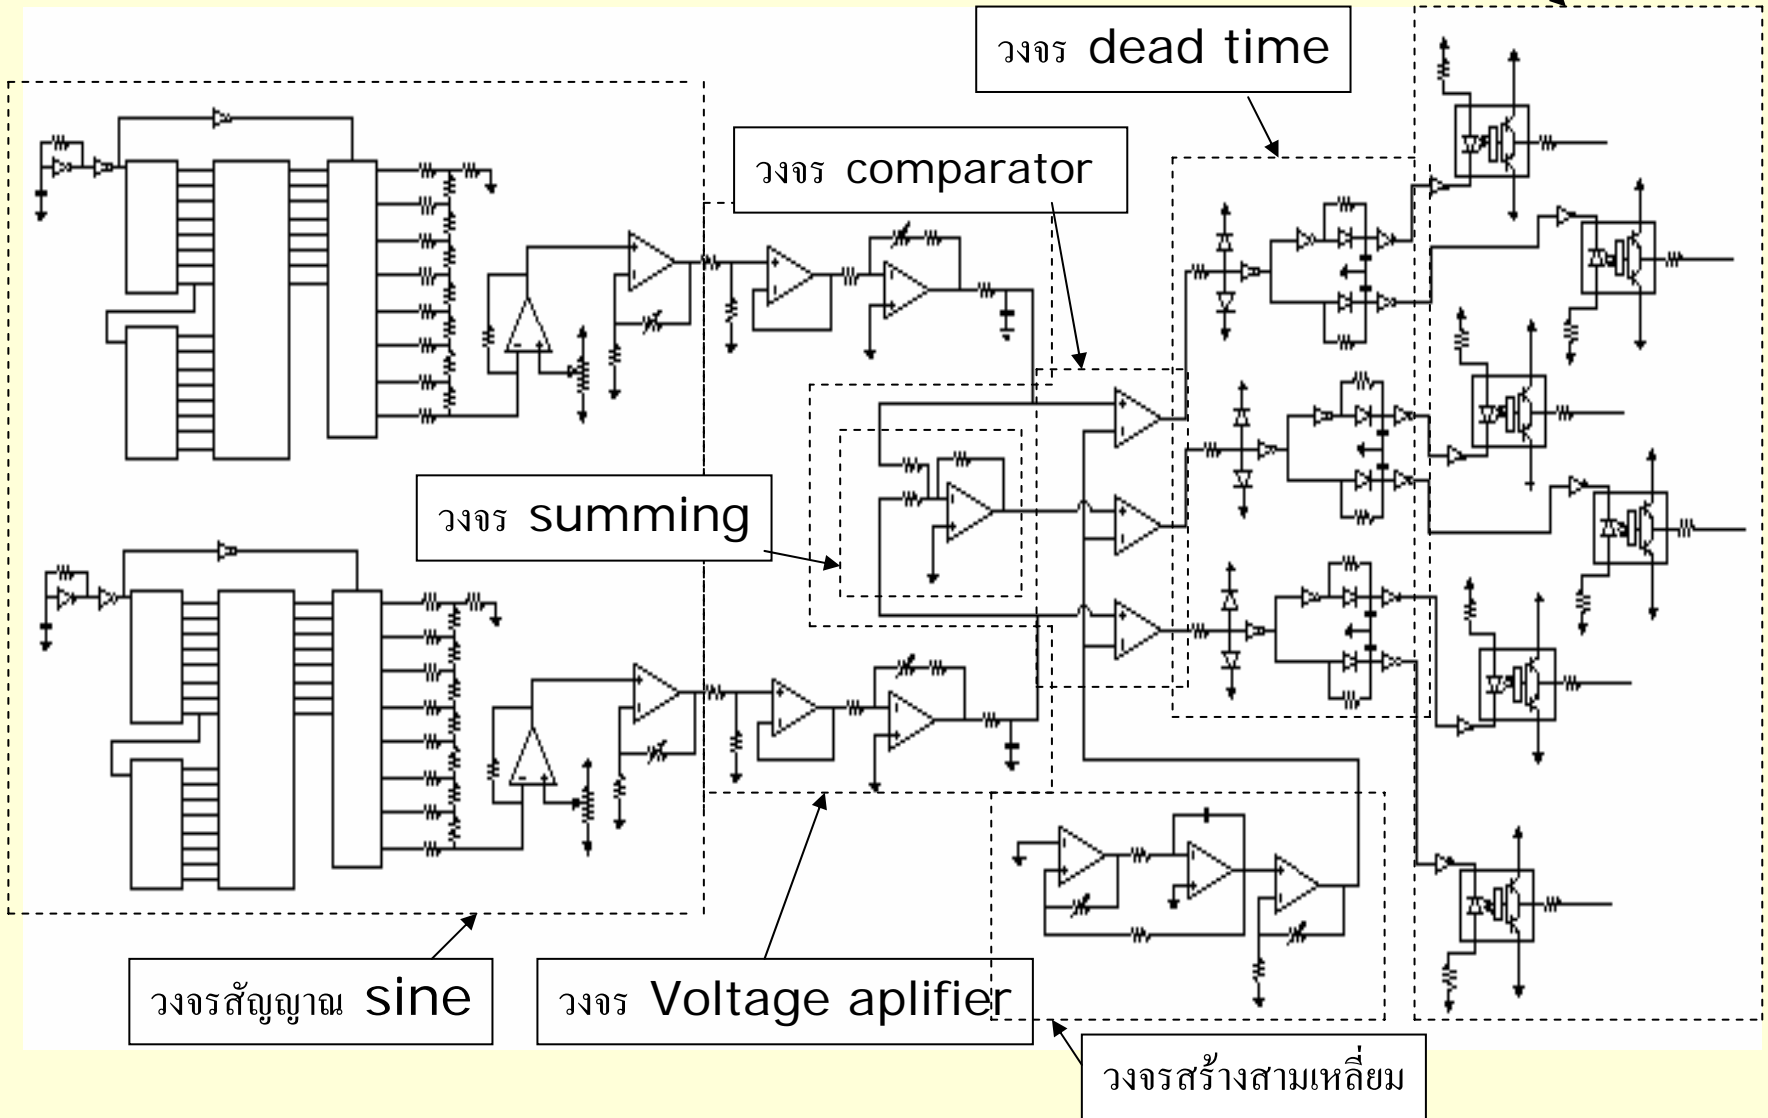 วงจร dead time
วงจร comparator
วงจร summing
วงจรสัญญาณ sine
วงจร Voltage aplifier
วงจรสร้างสามเหลี่ยม